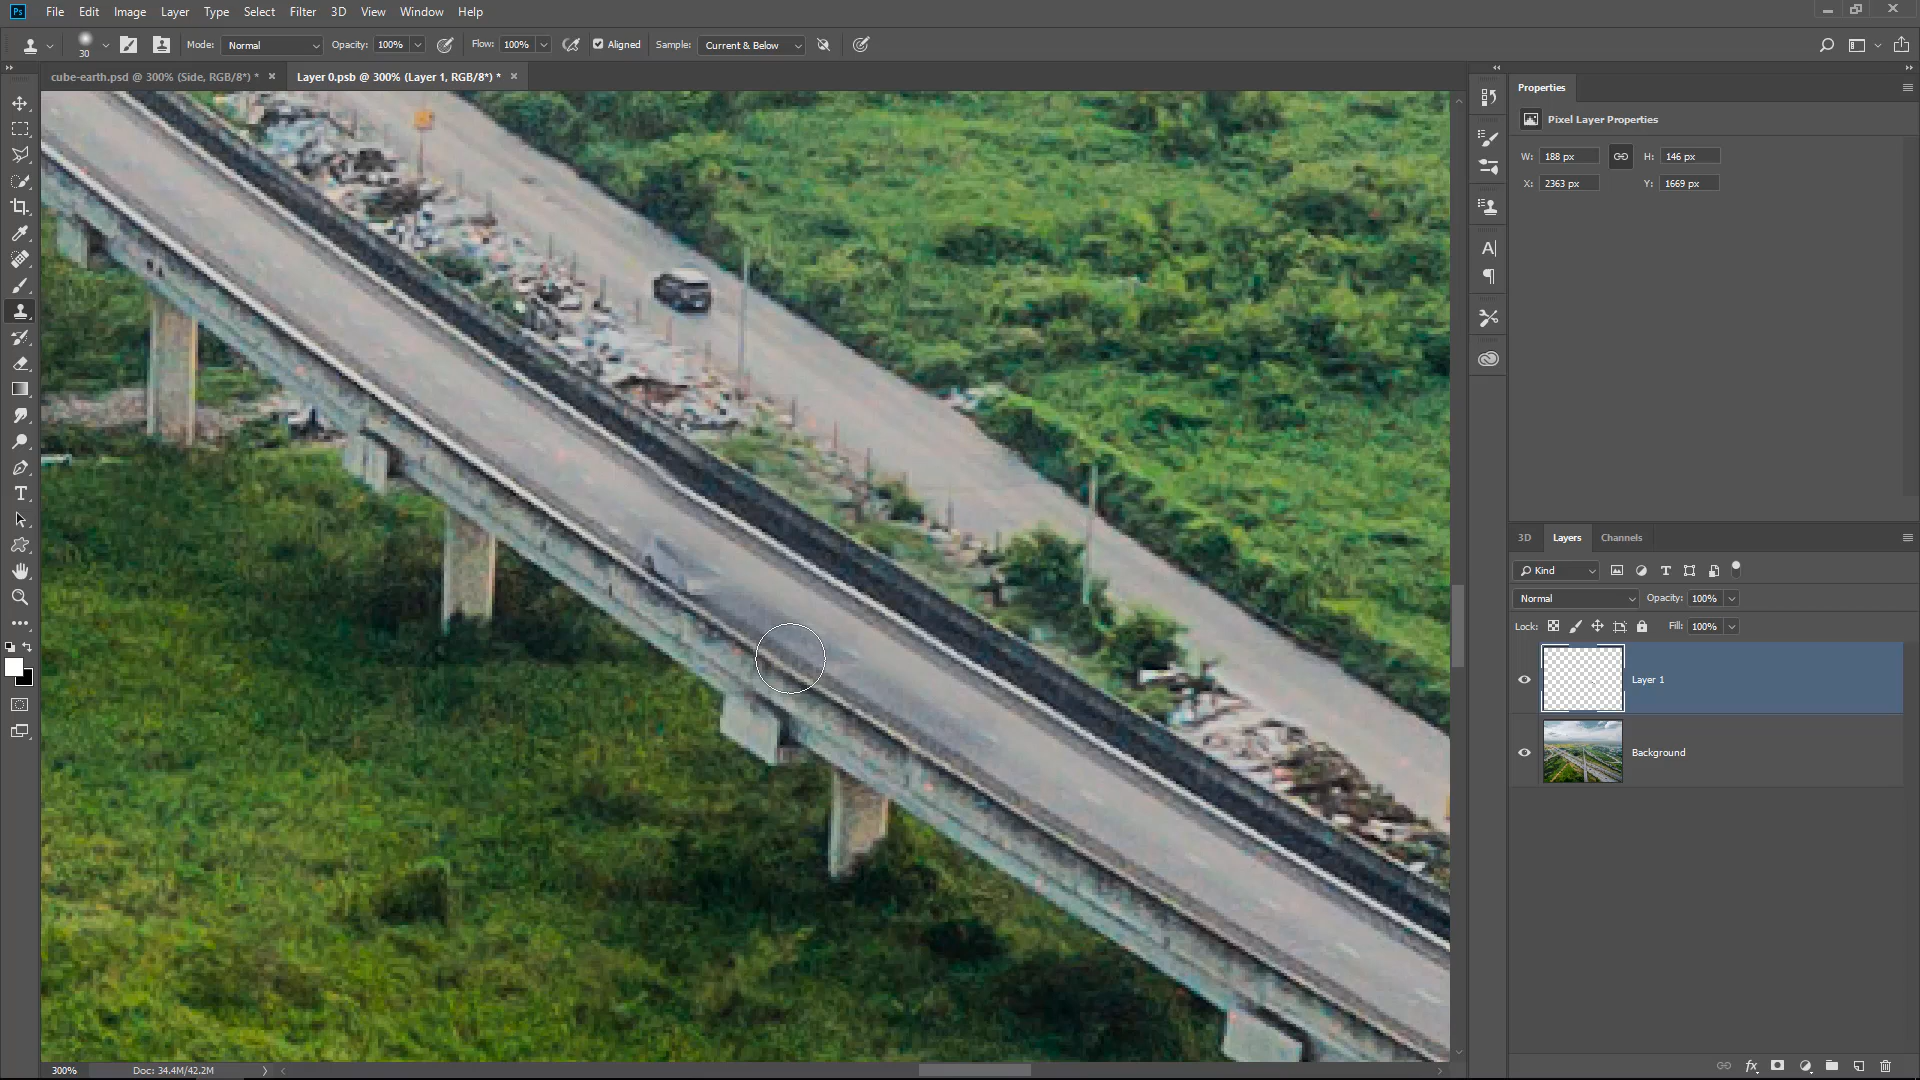 Ps File Edit Image Layer Type Select Filter 3D View Window Help
30 Mode: Normal Opacity: 100% Flow: 100% Aligned Sample: Current & Below
cube-earth.psd @ 300% (Side, RGB/8*) * × Layer 0.psb @ 300% (Layer 1, RGB/8*) * ×
Properties
Pixel Layer Properties
W: 188 px H: 146 px
X: 2363 px Y: 1669 px
3D Layers Channels
Kind
Normal Opacity: 100%
Lock: Fill: 100%
Layer 1
Background
300% Doc: 34.4M/42.2M